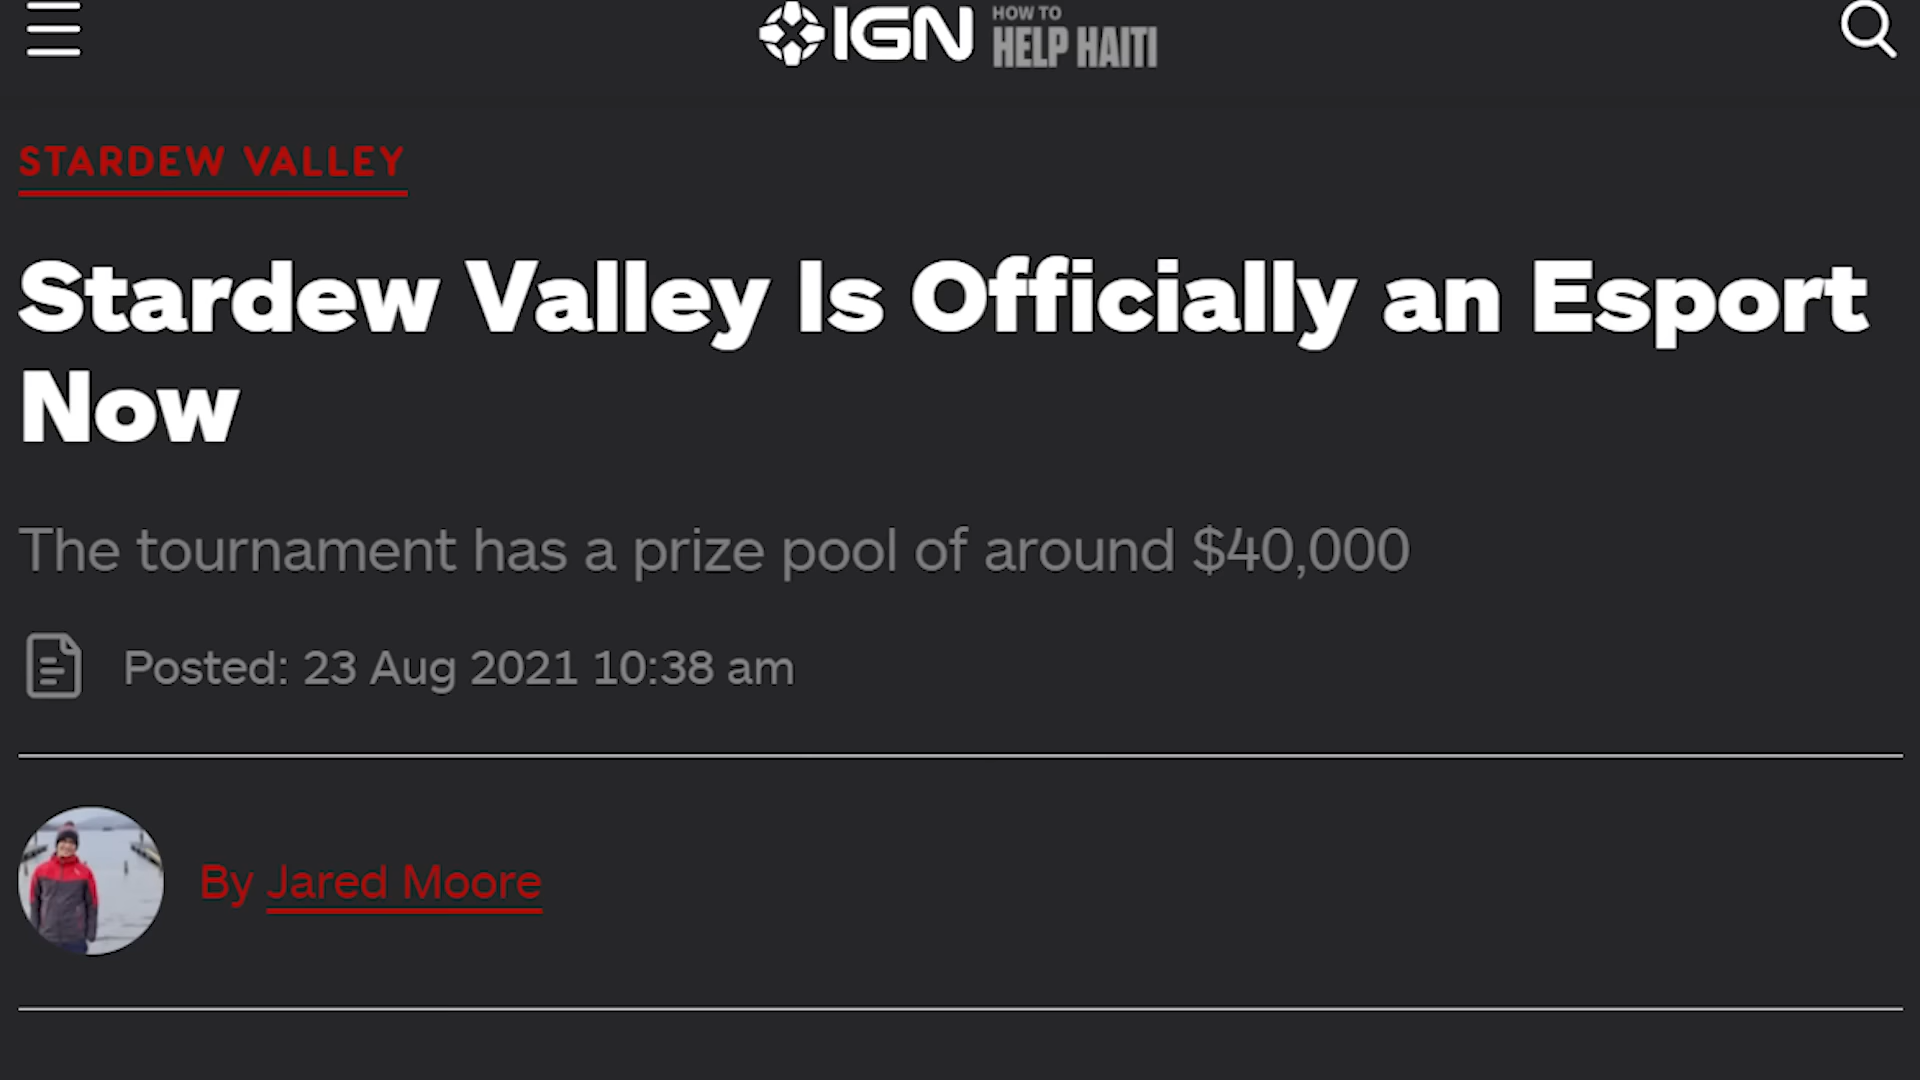 IGN
HOW TO
HELP HAITI
STARDEW VALLEY
Stardew Valley Is Officially an Esport
Now
The tournament has a prize pool of around $40,000
Posted: 23 Aug 2021 10:38 am
By Jared Moore